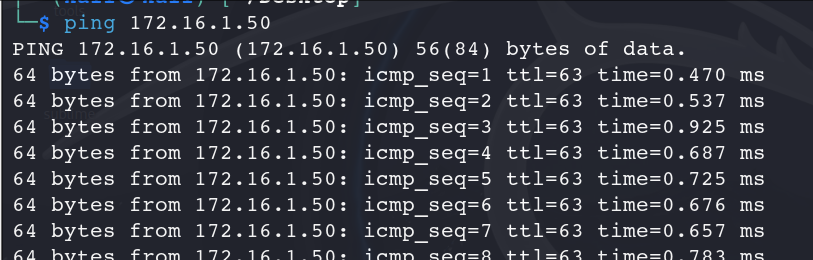 └─$ ping 172.16.1.50
PING 172.16.1.50 (172.16.1.50) 56(84) bytes of data.
64 bytes from 172.16.1.50: icmp_seq=1 ttl=63 time=0.470 ms
64 bytes from 172.16.1.50: icmp_seq=2 ttl=63 time=0.537 ms
64 bytes from 172.16.1.50: icmp_seq=3 ttl=63 time=0.925 ms
64 bytes from 172.16.1.50: icmp_seq=4 ttl=63 time=0.687 ms
64 bytes from 172.16.1.50: icmp_seq=5 ttl=63 time=0.725 ms
64 bytes from 172.16.1.50: icmp_seq=6 ttl=63 time=0.676 ms
64 bytes from 172.16.1.50: icmp_seq=7 ttl=63 time=0.657 ms
64 bytes from 172.16.1.50: icmp_seq=8 ttl=63 time=0.783 ms